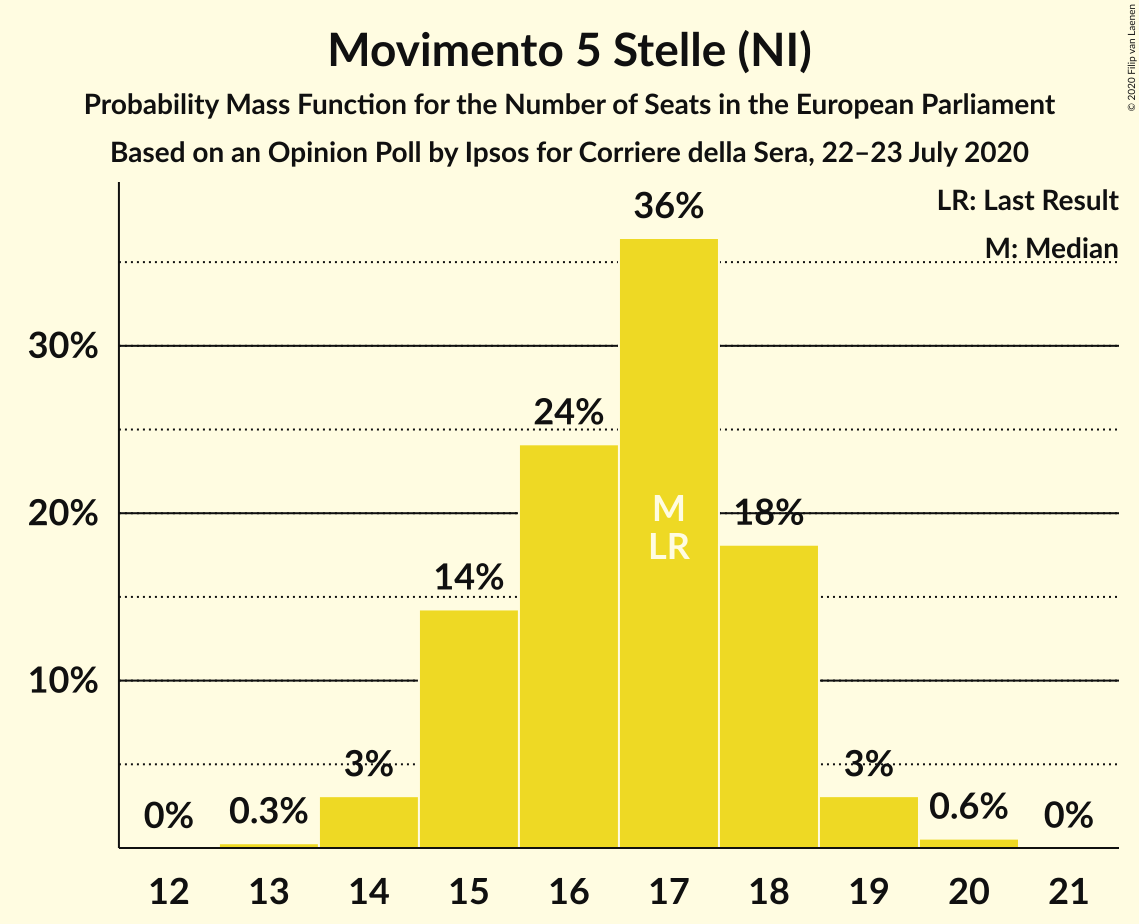 Movimento 5 Stelle (NI)
Probability Mass Function for the Number of Seats in the European Parliament
Based on an Opinion Poll by Ipsos for Corriere della Sera, 22–23 July 2020
© 2020 Filip van Laenen
LR: Last Result
M: Median
36%
30%
24%
20%
M
LR
18%
14%
10%
3%
3%
0%
0.3%
0.6%
0%
12 13 14 15 16 17 18 19 20 21